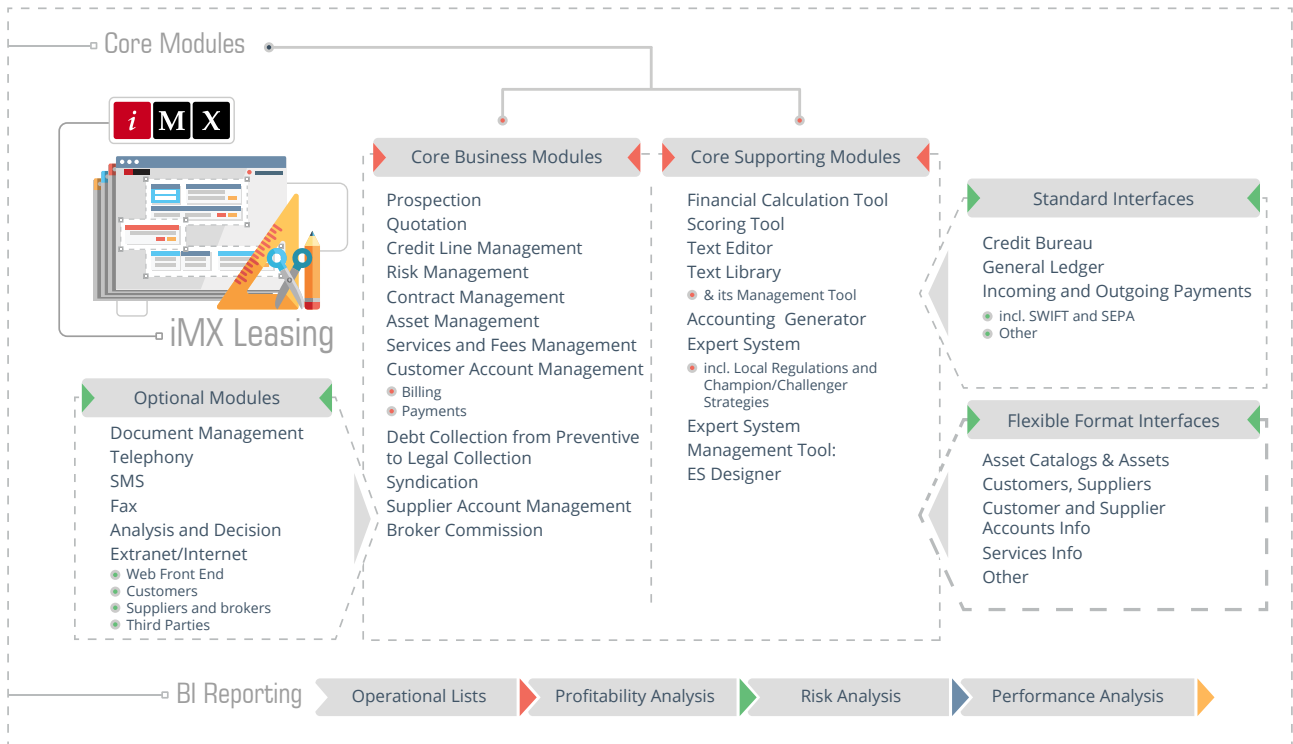 Core Modules
i M X
iMX Leasing
Core Business Modules
Prospection
Quotation
Credit Line Management
Risk Management
Contract Management
Asset Management
Services and Fees Management
Customer Account Management
Billing
Payments
Debt Collection from Preventive
to Legal Collection
Syndication
Supplier Account Management
Broker Commission
Core Supporting Modules
Financial Calculation Tool
Scoring Tool
Text Editor
Text Library
& its Management Tool
Accounting Generator
Expert System
incl. Local Regulations and
Champion/Challenger
Strategies
Expert System
Management Tool:
ES Designer
Standard Interfaces
Credit Bureau
General Ledger
Incoming and Outgoing Payments
incl. SWIFT and SEPA
Other
Flexible Format Interfaces
Asset Catalogs & Assets
Customers, Suppliers
Customer and Supplier
Accounts Info
Services Info
Other
Optional Modules
Document Management
Telephony
SMS
Fax
Analysis and Decision
Extranet/Internet
Web Front End
Customers
Suppliers and brokers
Third Parties
BI Reporting
Operational Lists
Profitability Analysis
Risk Analysis
Performance Analysis